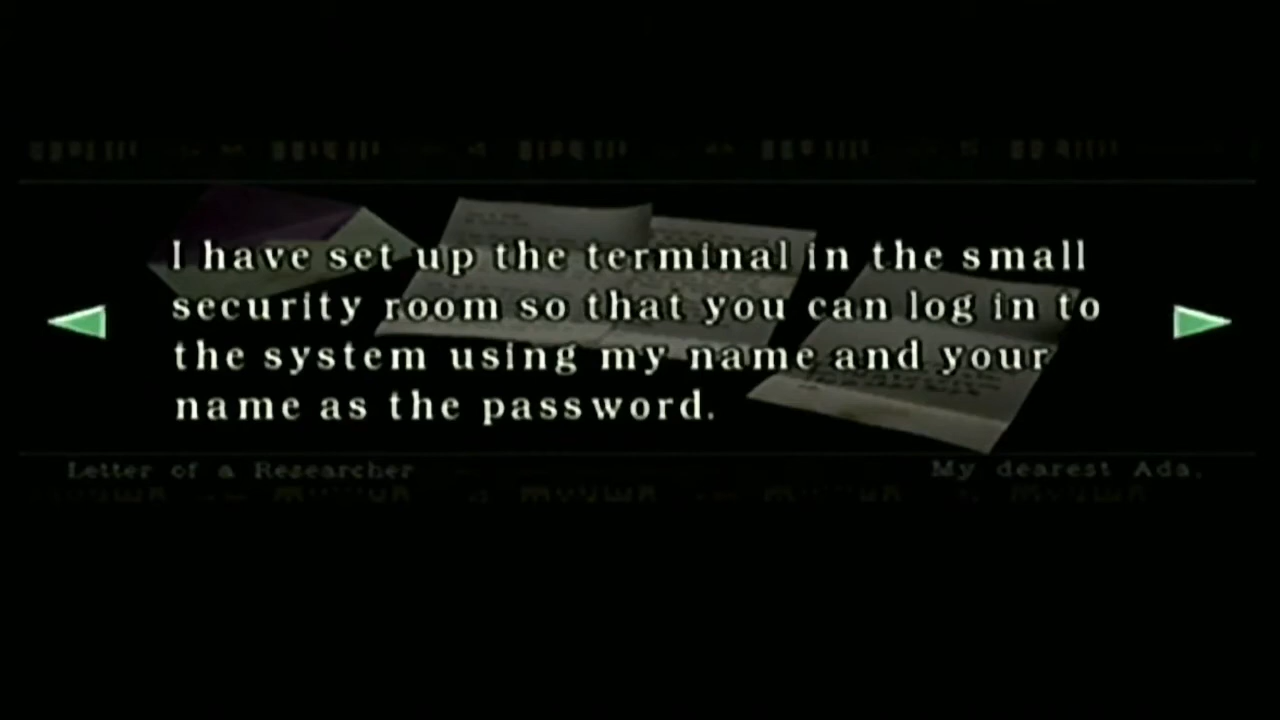 I have set up the terminal in the small
security room so that you can log in to
the system using my name and your
name as the password.
Letter of a Researcher
My dearest Ada,